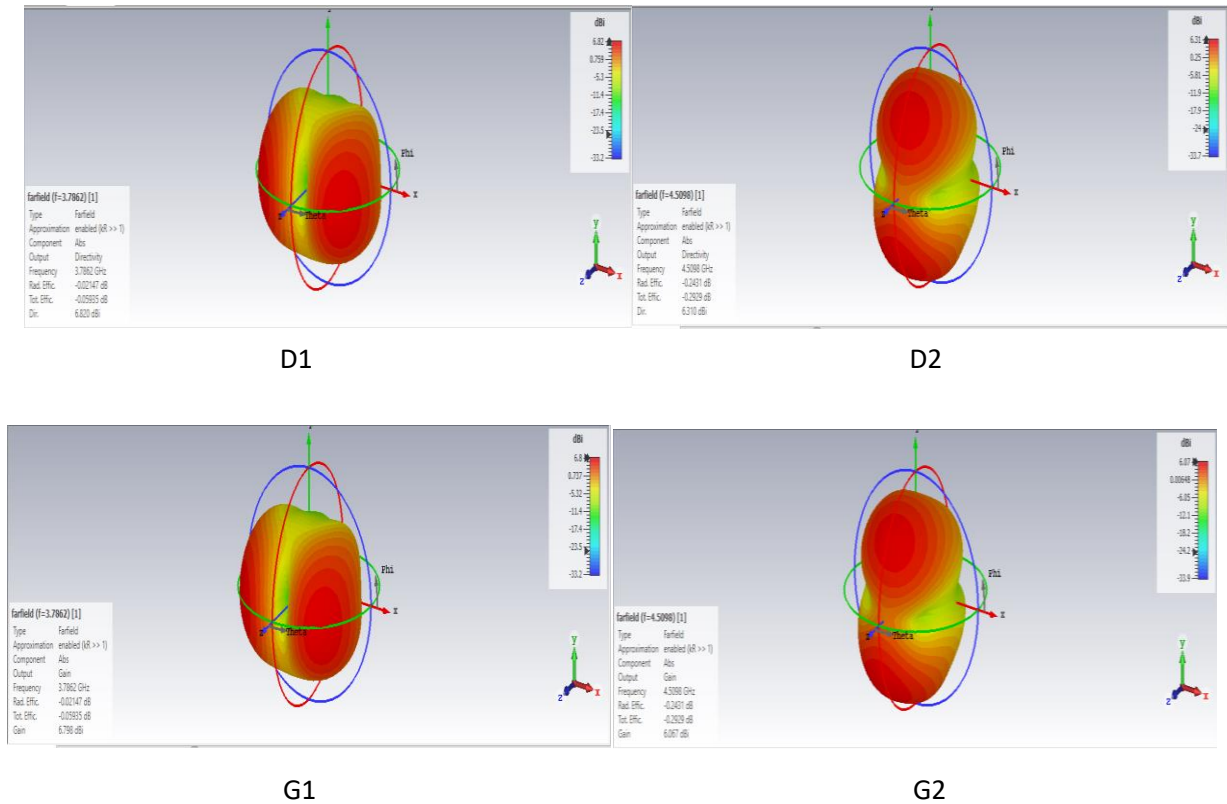 dBi
6.82
0.759
-5.3
-11.4
-17.4
-23.5
-33.2
Phi
x
z
Theta
farfield (f=3.7862) [1]
Type Farfield
Approximation enabled (kR >> 1)
Component Abs
Output Directivity
Frequency 3.7862 GHz
Rad. Effic. -0.02147 dB
Tot. Effic. -0.05935 dB
Dir. 6.820 dBi
y
z x
D1
dBi
6.31
0.25
-5.81
-11.9
-17.9
-24
-33.7
Phi
x
z
Theta
farfield (f=4.5098) [1]
Type Farfield
Approximation enabled (kR >> 1)
Component Abs
Output Directivity
Frequency 4.5098 GHz
Rad. Effic. -0.2431 dB
Tot. Effic. -0.2929 dB
Dir. 6.310 dBi
y
z x
D2
dBi
6.8
0.737
-5.32
-11.4
-17.4
-23.5
-33.2
Phi
x
z
Theta
farfield (f=3.7862) [1]
Type Farfield
Approximation enabled (kR >> 1)
Component Abs
Output Gain
Frequency 3.7862 GHz
Rad. Effic. -0.02147 dB
Tot. Effic. -0.05935 dB
Gain 6.798 dBi
y
z x
G1
dBi
6.07
0.00648
-6.05
-12.1
-18.2
-24.2
-33.9
Phi
x
z
Theta
farfield (f=4.5098) [1]
Type Farfield
Approximation enabled (kR >> 1)
Component Abs
Output Gain
Frequency 4.5098 GHz
Rad. Effic. -0.2431 dB
Tot. Effic. -0.2929 dB
Gain 6.067 dBi
y
z x
G2